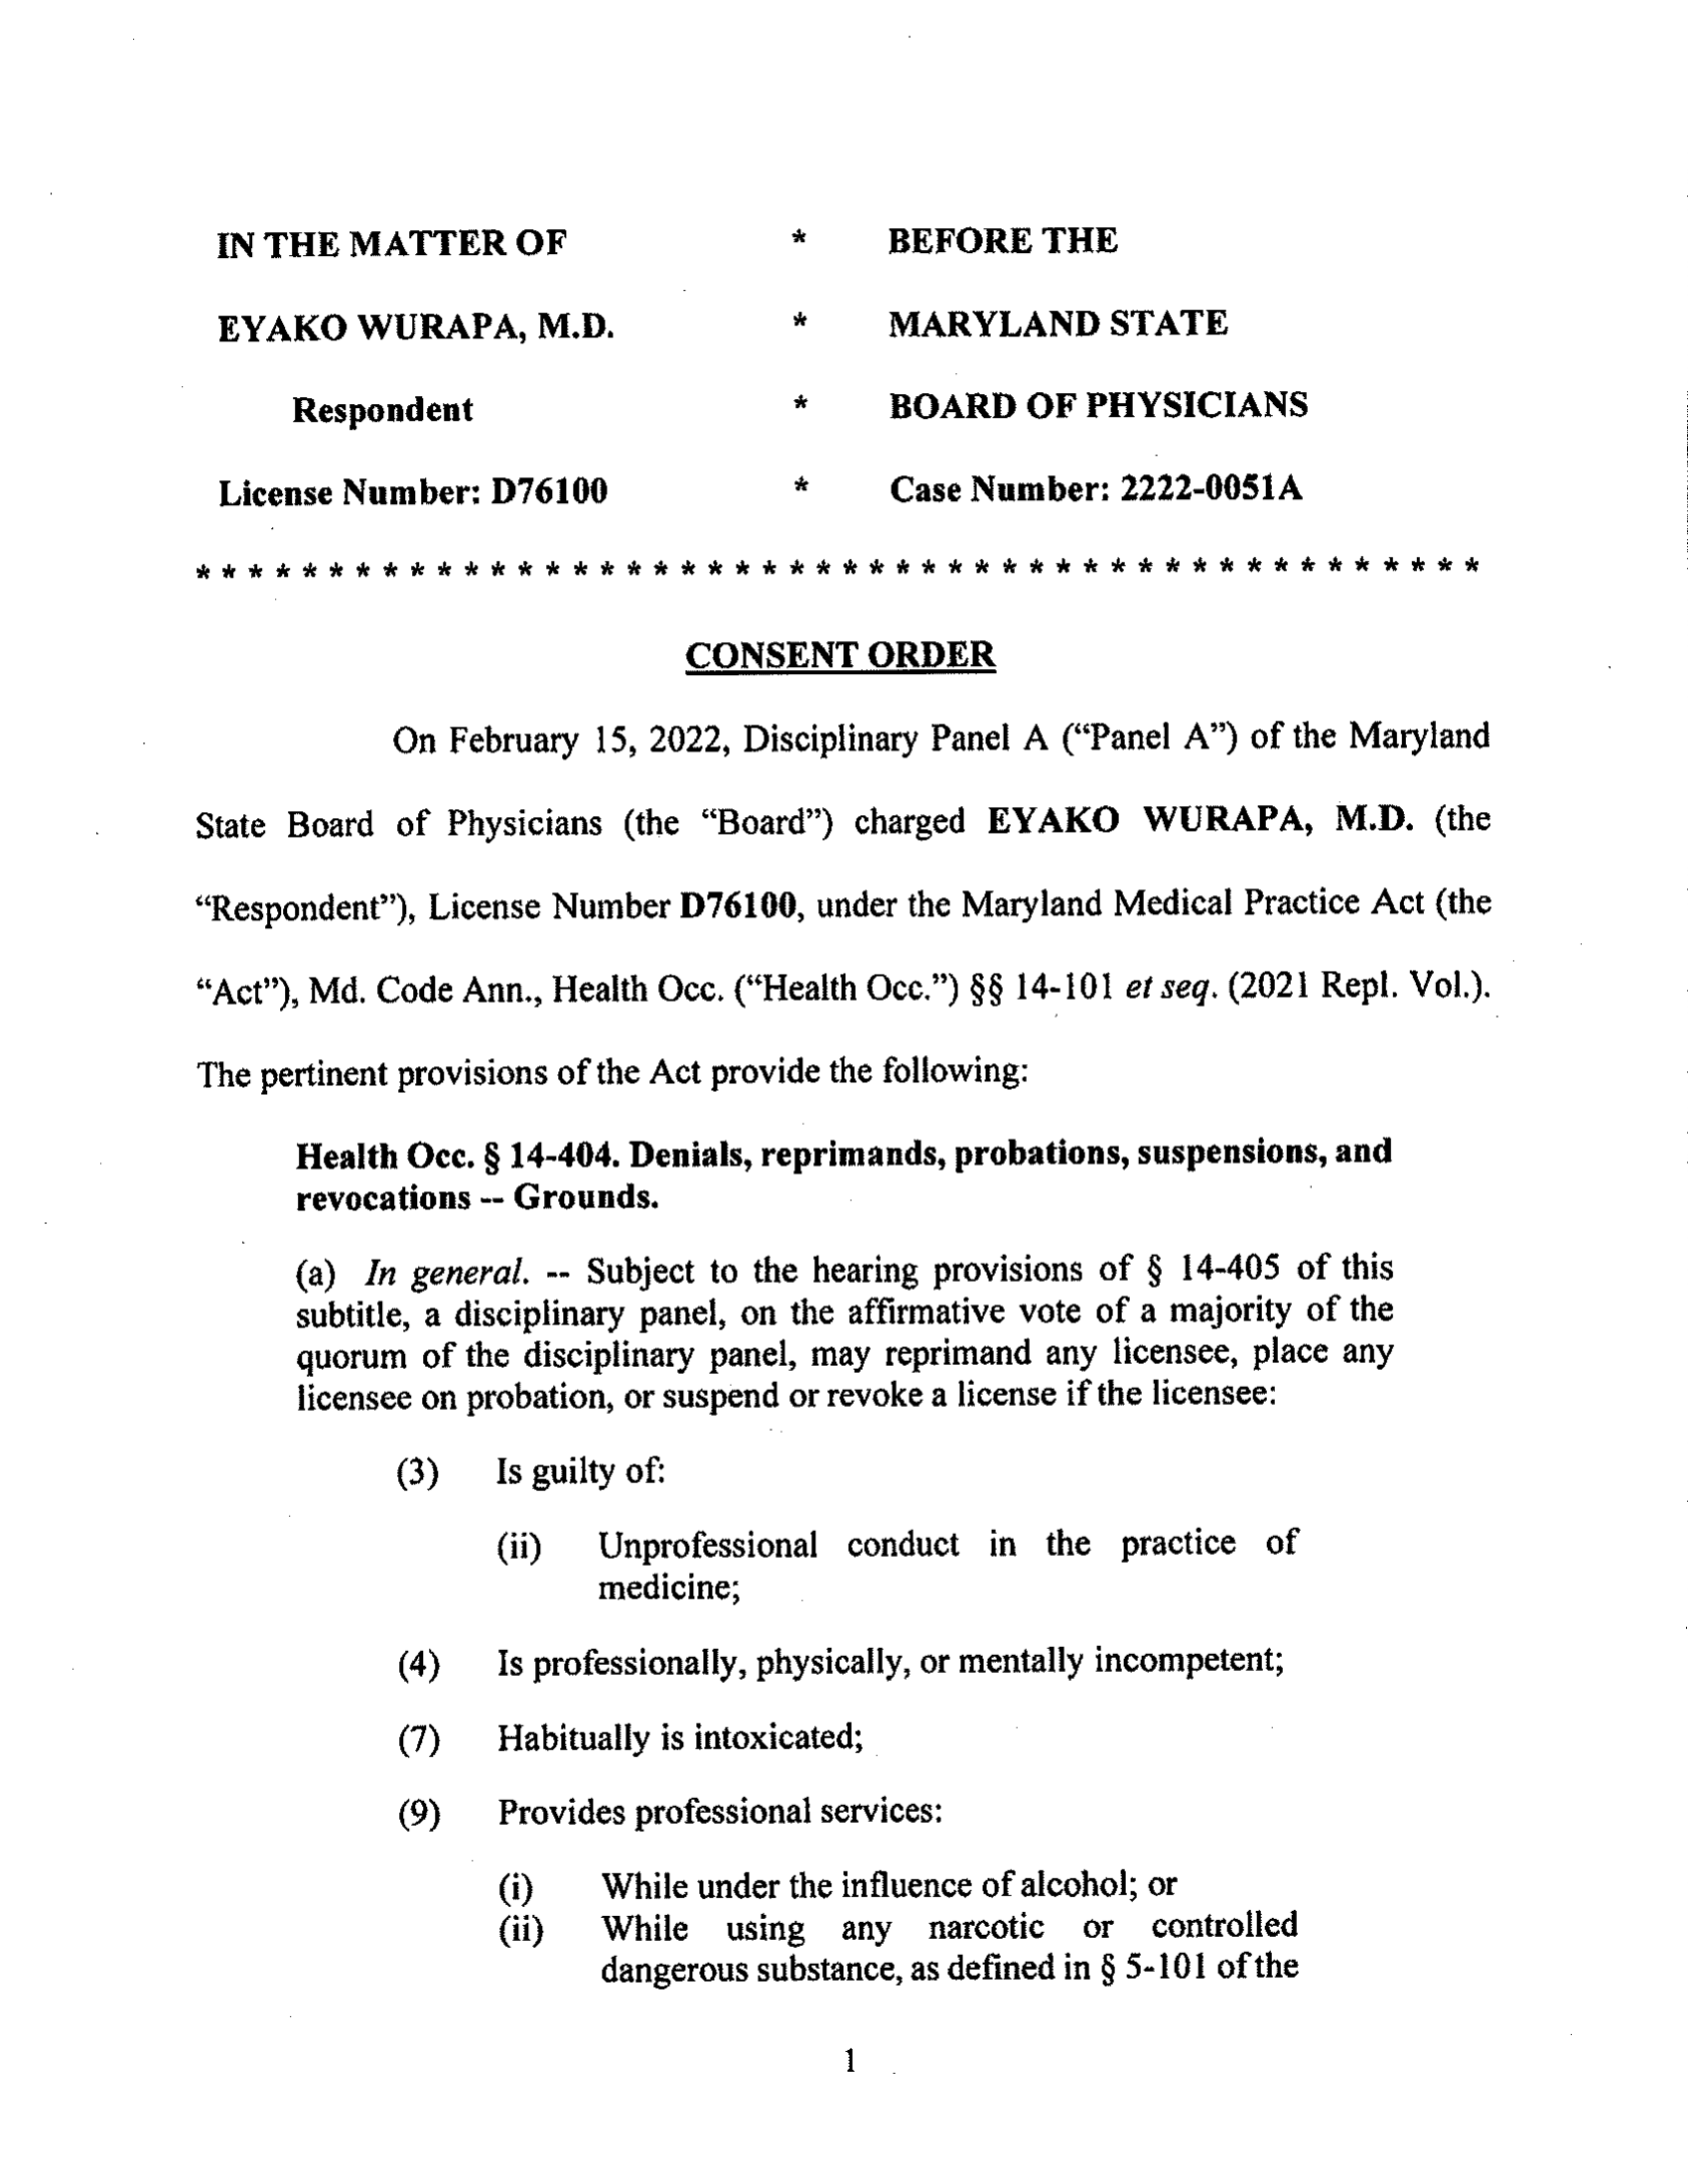 IN THE MATTER OF * BEFORE THE
EYAKO WURAPA, M.D. * MARYLAND STATE
Respondent * BOARD OF PHYSICIANS
License Number: D76100 * Case Number: 2222-0051A
* * * * * * * * * * * * * * * * * * * * * * * * * * * * * * * * * * * * * * * * * * * * * * * *
CONSENT ORDER
On February 15, 2022, Disciplinary Panel A (“Panel A”) of the Maryland
State Board of Physicians (the “Board”) charged EYAKO WURAPA, M.D. (the
“Respondent”), License Number D76100, under the Maryland Medical Practice Act (the
“Act”), Md. Code Ann., Health Occ. (“Health Occ.”) §§ 14-101 et seq. (2021 Repl. Vol.).
The pertinent provisions of the Act provide the following:
Health Occ. § 14-404. Denials, reprimands, probations, suspensions, and
revocations -- Grounds.
(a) In general. -- Subject to the hearing provisions of § 14-405 of this
subtitle, a disciplinary panel, on the affirmative vote of a majority of the
quorum of the disciplinary panel, may reprimand any licensee, place any
licensee on probation, or suspend or revoke a license if the licensee:
(3) Is guilty of:
(ii) Unprofessional conduct in the practice of
medicine;
(4) Is professionally, physically, or mentally incompetent;
(7) Habitually is intoxicated;
(9) Provides professional services:
(i) While under the influence of alcohol; or
(ii) While using any narcotic or controlled
dangerous substance, as defined in § 5-101 of the
1